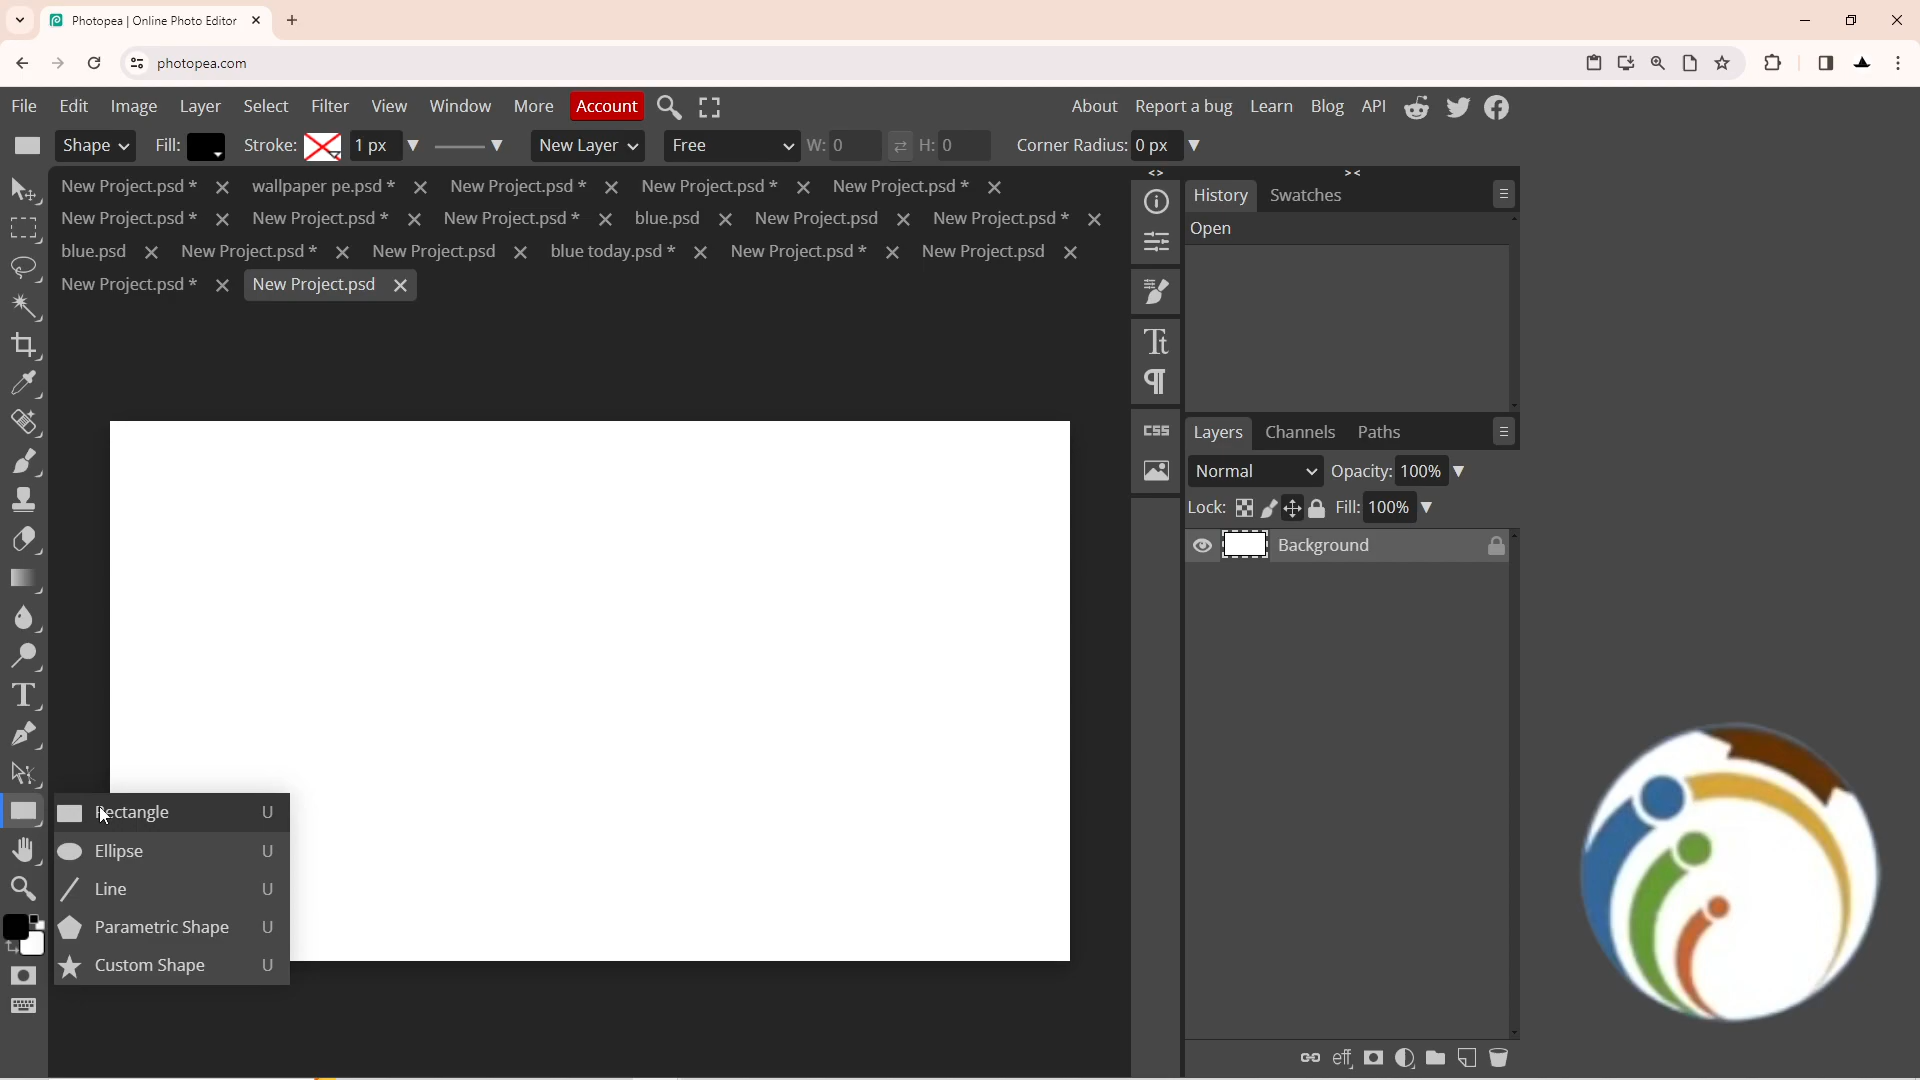 Photopea | Online Photo Editor
photopea.com
File Edit Image Layer Select Filter View Window More Account About Report a bug Learn Blog API
Shape Fill: Stroke: 1 px New Layer Free W: 0 H: 0 Corner Radius: 0 px
New Project.psd * wallpaper pe.psd * New Project.psd * New Project.psd * New Project.psd *
New Project.psd * New Project.psd * New Project.psd * blue.psd New Project.psd New Project.psd *
blue.psd New Project.psd * New Project.psd blue today.psd * New Project.psd * New Project.psd
New Project.psd * New Project.psd
History Swatches
Open
CSS
Layers Channels Paths
Normal Opacity: 100%
Lock: Fill: 100%
Background
Rectangle U
Ellipse U
Line U
Parametric Shape U
Custom Shape U
eff